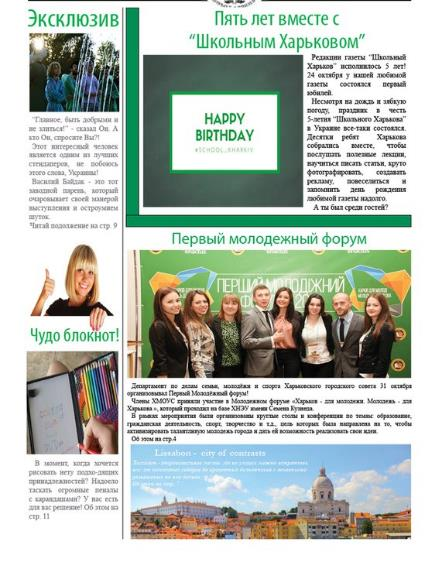 Эксклюзив
"Главное, быть добрыми и
не злиться!" - сказал Он. А
кто Он, спросите Вы?!
Этот интересный человек
является одним из лучших
стендаперов, не побоюсь
этого слова, Украины!
Василий Байдак - это тот
заводной парень, который
очаровывает своей манерой
выступления и остроумием
шуток.
Читай подолжение на стр. 9
Чудо блокнот!
В момент, когда хочется
рисовать нету подхо-дящих
принадлежностей? Надоело
таскать огромные пеналы
с карандашом? У вас есть
для вас решение! Об этом на
стр. 11
Пять лет вместе с
“Школьным Харьковом”
HAPPY
BIRTHDAY
#SCHOOL_KHARKIV
Редакции газеты “Школьный
Харьков” исполнилось 5 лет!
24 октября у нашей любимой
газеты состоялся первый
юбилей.
Несмотря на дождь и зябкую
погоду, праздник в честь
5-летия “Школьного Харькова”
в Украине все-таки состоялся.
Десятки ребят Харькова
собрались вместе, чтобы
послушать полезные лекции,
научиться писать статьи, круто
фотографировать, создавать
рекламу, повеселиться и
запомнить день рождения
любимой газеты надолго.
А ты был среди гостей?
Первый молодежный форум
ПЕРШИЙ МОЛОДІЖНИЙ
Департамент по делам семьи, молодёжи и спорта Харьковского городского совета 31 октября
организовывал Первый Молодёжный форум!
Члены ХМОУС приняли участие в Молодежном форуме «Харьков - для молодежи. Молодежь - для
Харькова», который проходил на базе ХНЭУ имени Семена Кузнеца.
В рамках мероприятия были организованы круглые столы и конференции по темам: образование,
гражданская деятельность, спорт, творчество и т.д., цель которых была направлена на то, чтобы
активизировать талантливую молодежь города и дать ей возможность реализовать свои идеи.
Об этом на стр.4
Lissabon - city of contrasts